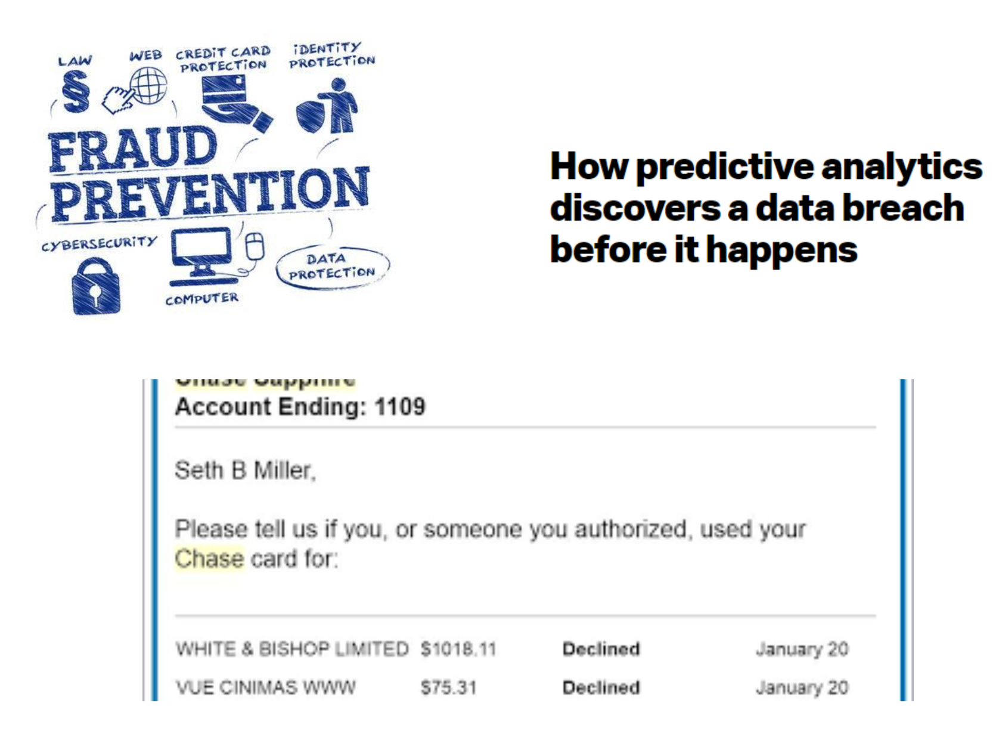 LAW
WEB
CREDIT CARD
PROTECTION
IDENTITY
PROTECTION
FRAUD
PREVENTION
CYBERSECURITY
COMPUTER
DATA
PROTECTION
How predictive analytics
discovers a data breach
before it happens
Chase Sapphire
Account Ending: 1109
Seth B Miller,
Please tell us if you, or someone you authorized, used your
Chase card for:
WHITE & BISHOP LIMITED $1018.11 Declined January 20
VUE CINIMAS WWW $75.31 Declined January 20